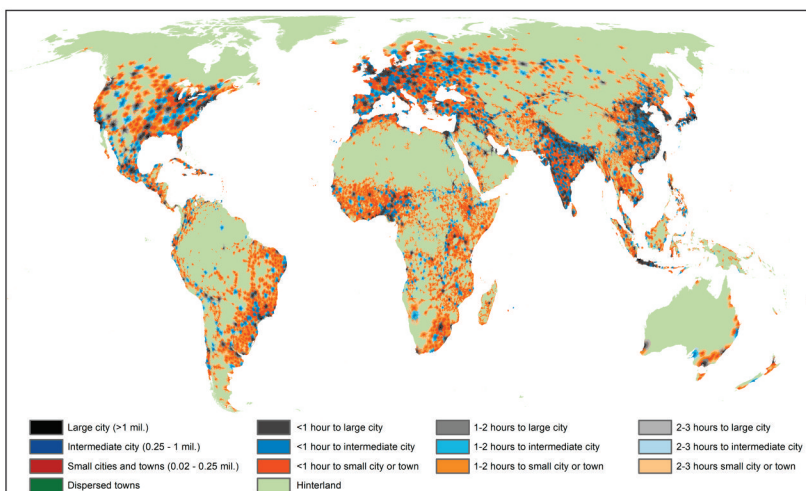 Large city (>1 mil.)
<1 hour to large city
1-2 hours to large city
2-3 hours to large city
Intermediate city (0.25 - 1 mil.)
<1 hour to intermediate city
1-2 hours to intermediate city
2-3 hours to intermediate city
Small cities and towns (0.02 - 0.25 mil.)
<1 hour to small city or town
1-2 hours to small city or town
2-3 hours small city or town
Dispersed towns
Hinterland